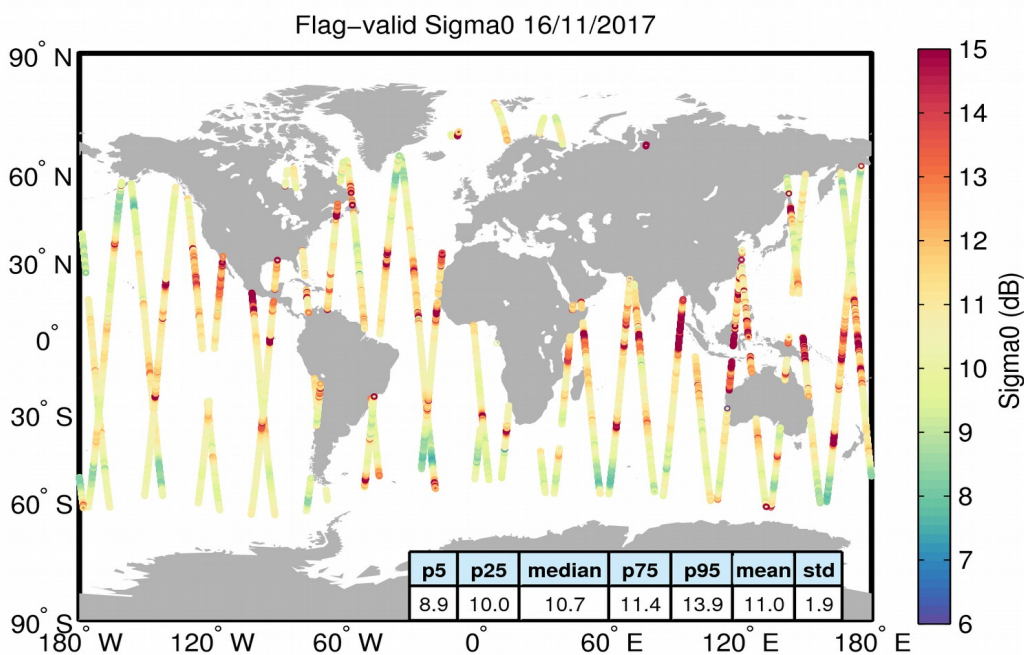 Flag−valid Sigma0 16/11/2017
90° N
60° N
30° N
0°
30° S
60° S
90° S
180° W
120° W
60° W
0°
60° E
120° E
180° E
p5 p25 median p75 p95 mean std
8.9 10.0 10.7 11.4 13.9 11.0 1.9
15
14
13
12
11
10
9
8
7
6
Sigma0 (dB)